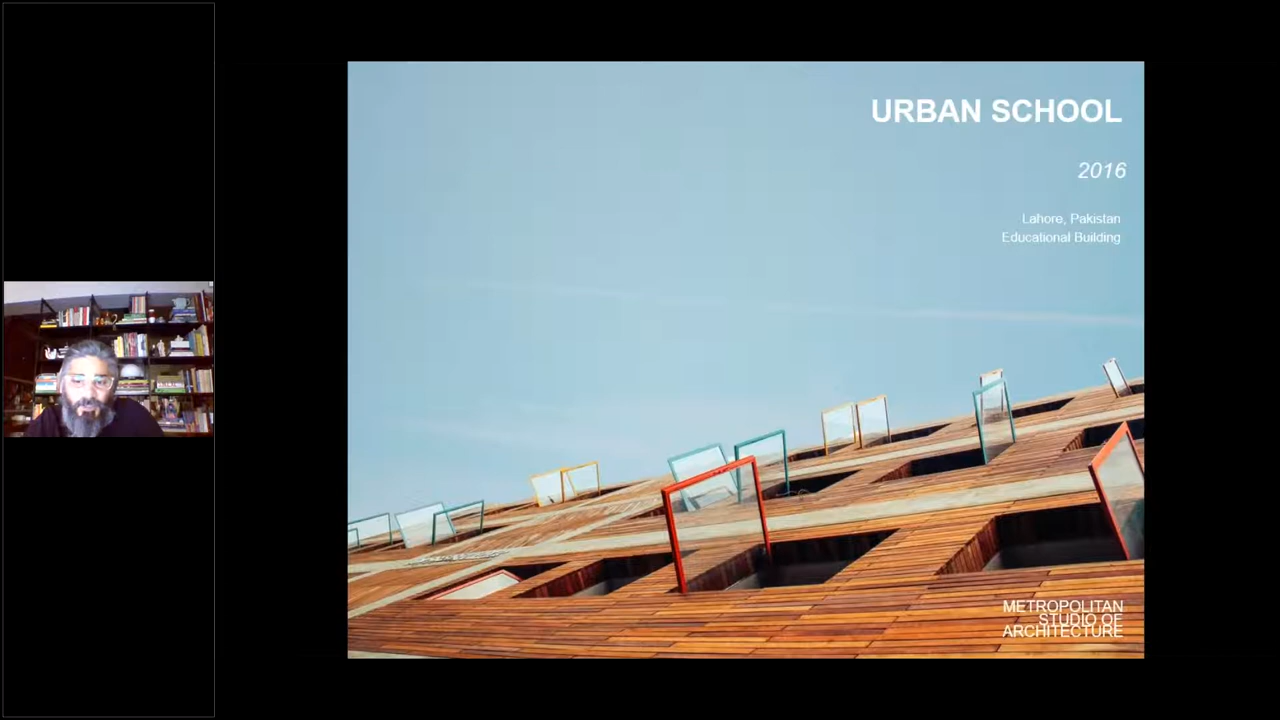 URBAN SCHOOL
2016
Lahore, Pakistan
Educational Building
METROPOLITAN
STUDIO OF
ARCHITECTURE